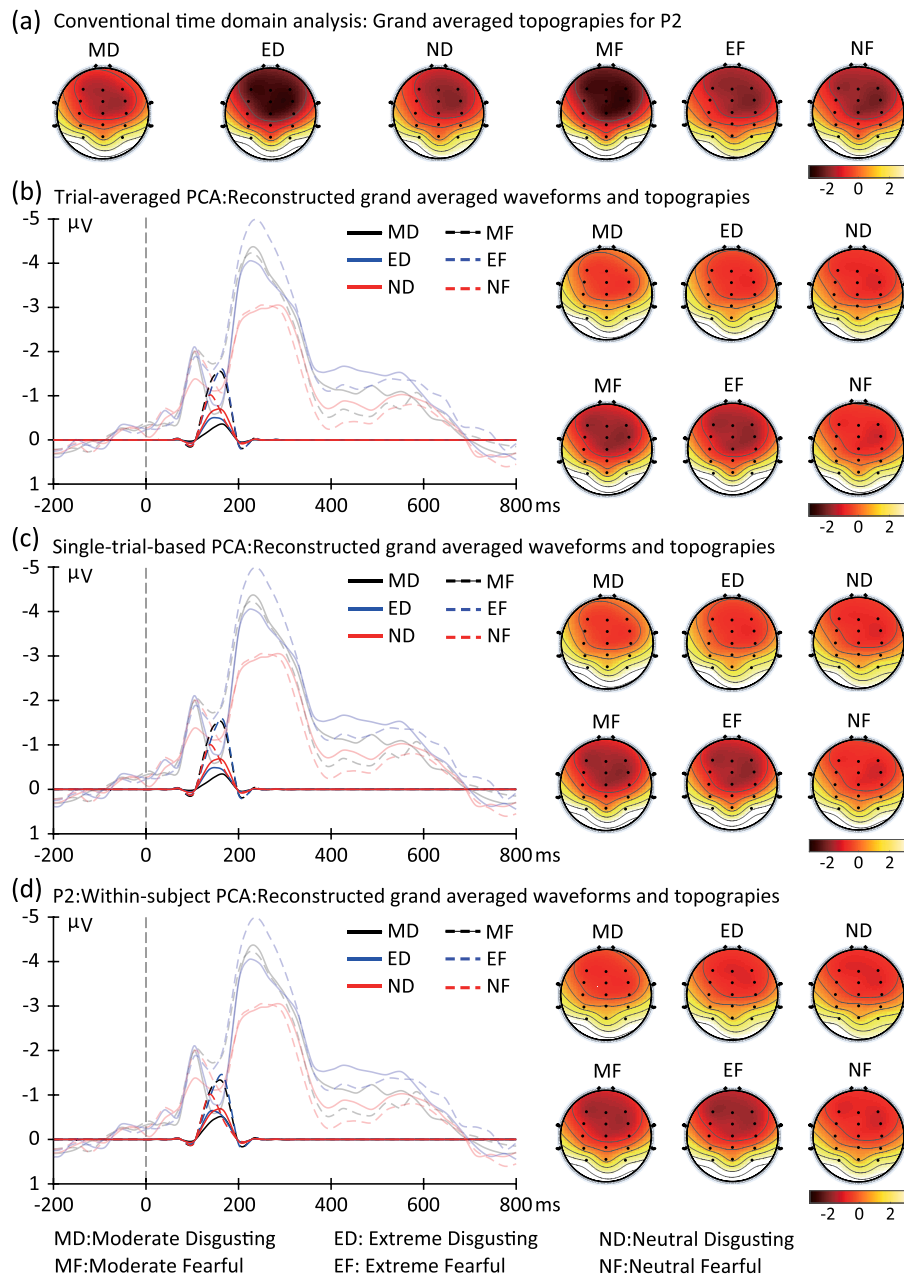 (a) Conventional time domain analysis: Grand averaged topograpies for P2
MD ED ND MF EF NF
-2 0 2
(b) Trial-averaged PCA:Reconstructed grand averaged waveforms and topograpies
-5 μV
-4
-3
-2
-1
0
1
MD MF
ED EF
ND NF
-200 0 200 400 600 800 ms
MD ED ND
MF EF NF
-2 0 2
(c) Single-trial-based PCA:Reconstructed grand averaged waveforms and topograpies
-5 μV
-4
-3
-2
-1
0
1
MD MF
ED EF
ND NF
-200 0 200 400 600 800 ms
MD ED ND
MF EF NF
-2 0 2
(d) P2:Within-subject PCA:Reconstructed grand averaged waveforms and topograpies
-5 μV
-4
-3
-2
-1
0
1
MD MF
ED EF
ND NF
-200 0 200 400 600 800 ms
MD ED ND
MF EF NF
-2 0 2
MD:Moderate Disgusting ED: Extreme Disgusting ND:Neutral Disgusting
MF:Moderate Fearful EF: Extreme Fearful NF:Neutral Fearful